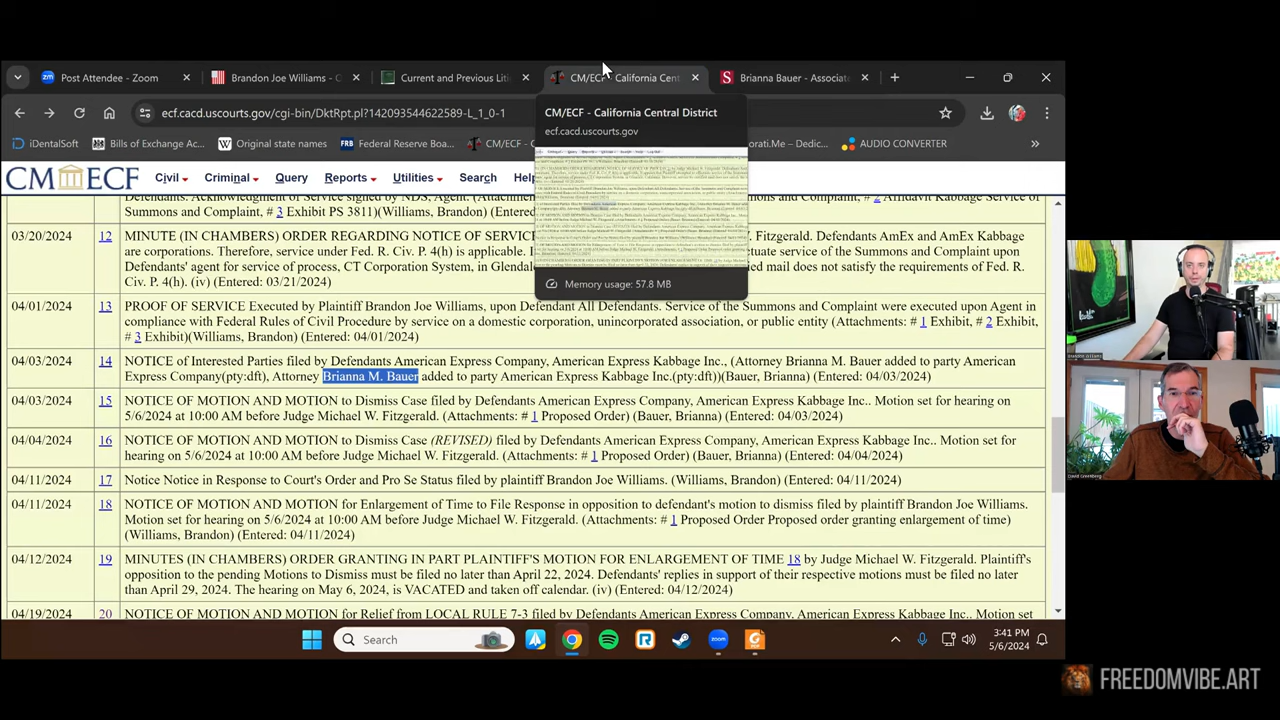 Post Attendee - Zoom
Brandon Joe Williams - C
Current and Previous Liti
CM/ECF - California Cent
Brianna Bauer - Associate
ecf.cacd.uscourts.gov/cgi-bin/DktRpt.pl?142093544622589-L_1_0-1
CM/ECF - California Central District
ecf.cacd.uscourts.gov
Memory usage: 57.8 MB
iDentalSoft
Bills of Exchange Ac...
Original state names
FRB
Federal Reserve Board...
CM/ECF -
orati.Me – Dedic...
AUDIO CONVERTER
CM ECF
Civil
Criminal
Query
Reports
Utilities
Search
Hel
Defendants. Acknowledgment of Service signed by NDS, Agent. (Attachments: # 2 Affidavit Kabbage Service of
Summons and Complaint, # 3 Exhibit PS 3811)(Williams, Brandon) (Entered:
03/20/2024 12 MINUTE (IN CHAMBERS) ORDER REGARDING NOTICE OF SERVIC W. Fitzgerald. Defendants AmEx and AmEx Kabbage
are corporations. Therefore, service under Fed. R. Civ. P. 4(h) is applicable. uate service of the Summons and Complaint upon
Defendants' agent for service of process, CT Corporation System, in Glendal ed mail does not satisfy the requirements of Fed. R.
Civ. P. 4(h). (iv) (Entered: 03/21/2024)
04/01/2024 13 PROOF OF SERVICE Executed by Plaintiff Brandon Joe Williams, upon Defendant All Defendants. Service of the Summons and Complaint were executed upon Agent in
compliance with Federal Rules of Civil Procedure by service on a domestic corporation, unincorporated association, or public entity (Attachments: # 1 Exhibit, # 2 Exhibit,
# 3 Exhibit)(Williams, Brandon) (Entered: 04/01/2024)
04/03/2024 14 NOTICE of Interested Parties filed by Defendants American Express Company, American Express Kabbage Inc., (Attorney Brianna M. Bauer added to party American
Express Company(pty:dft), Attorney Brianna M. Bauer added to party American Express Kabbage Inc.(pty:dft))(Bauer, Brianna) (Entered: 04/03/2024)
04/03/2024 15 NOTICE OF MOTION AND MOTION to Dismiss Case filed by Defendants American Express Company, American Express Kabbage Inc.. Motion set for hearing on
5/6/2024 at 10:00 AM before Judge Michael W. Fitzgerald. (Attachments: # 1 Proposed Order) (Bauer, Brianna) (Entered: 04/03/2024)
04/04/2024 16 NOTICE OF MOTION AND MOTION to Dismiss Case (REVISED) filed by Defendants American Express Company, American Express Kabbage Inc.. Motion set for
hearing on 5/6/2024 at 10:00 AM before Judge Michael W. Fitzgerald. (Attachments: # 1 Proposed Order) (Bauer, Brianna) (Entered: 04/04/2024)
04/11/2024 17 Notice Notice in Response to Court's Order and Pro Se Status filed by plaintiff Brandon Joe Williams. (Williams, Brandon) (Entered: 04/11/2024)
04/11/2024 18 NOTICE OF MOTION AND MOTION for Enlargement of Time to File Response in opposition to defendant's motion to dismiss filed by plaintiff Brandon Joe Williams.
Motion set for hearing on 5/6/2024 at 10:00 AM before Judge Michael W. Fitzgerald. (Attachments: # 1 Proposed Order Proposed order granting enlargement of time)
(Williams, Brandon) (Entered: 04/11/2024)
04/12/2024 19 MINUTES (IN CHAMBERS) ORDER GRANTING IN PART PLAINTIFF'S MOTION FOR ENLARGEMENT OF TIME 18 by Judge Michael W. Fitzgerald. Plaintiff's
opposition to the pending Motions to Dismiss must be filed no later than April 22, 2024. Defendants' replies in support of their respective motions must be filed no later
than April 29, 2024. The hearing on May 6, 2024, is VACATED and taken off calendar. (iv) (Entered: 04/12/2024)
04/19/2024 20 NOTICE OF MOTION AND MOTION for Relief from LOCAL RULE 7-3 filed by Defendants American Express Company, American Express Kabbage Inc.. Motion set
Search
3:41 PM
5/6/2024
David Greenberg
FREEDOMVIBE.ART